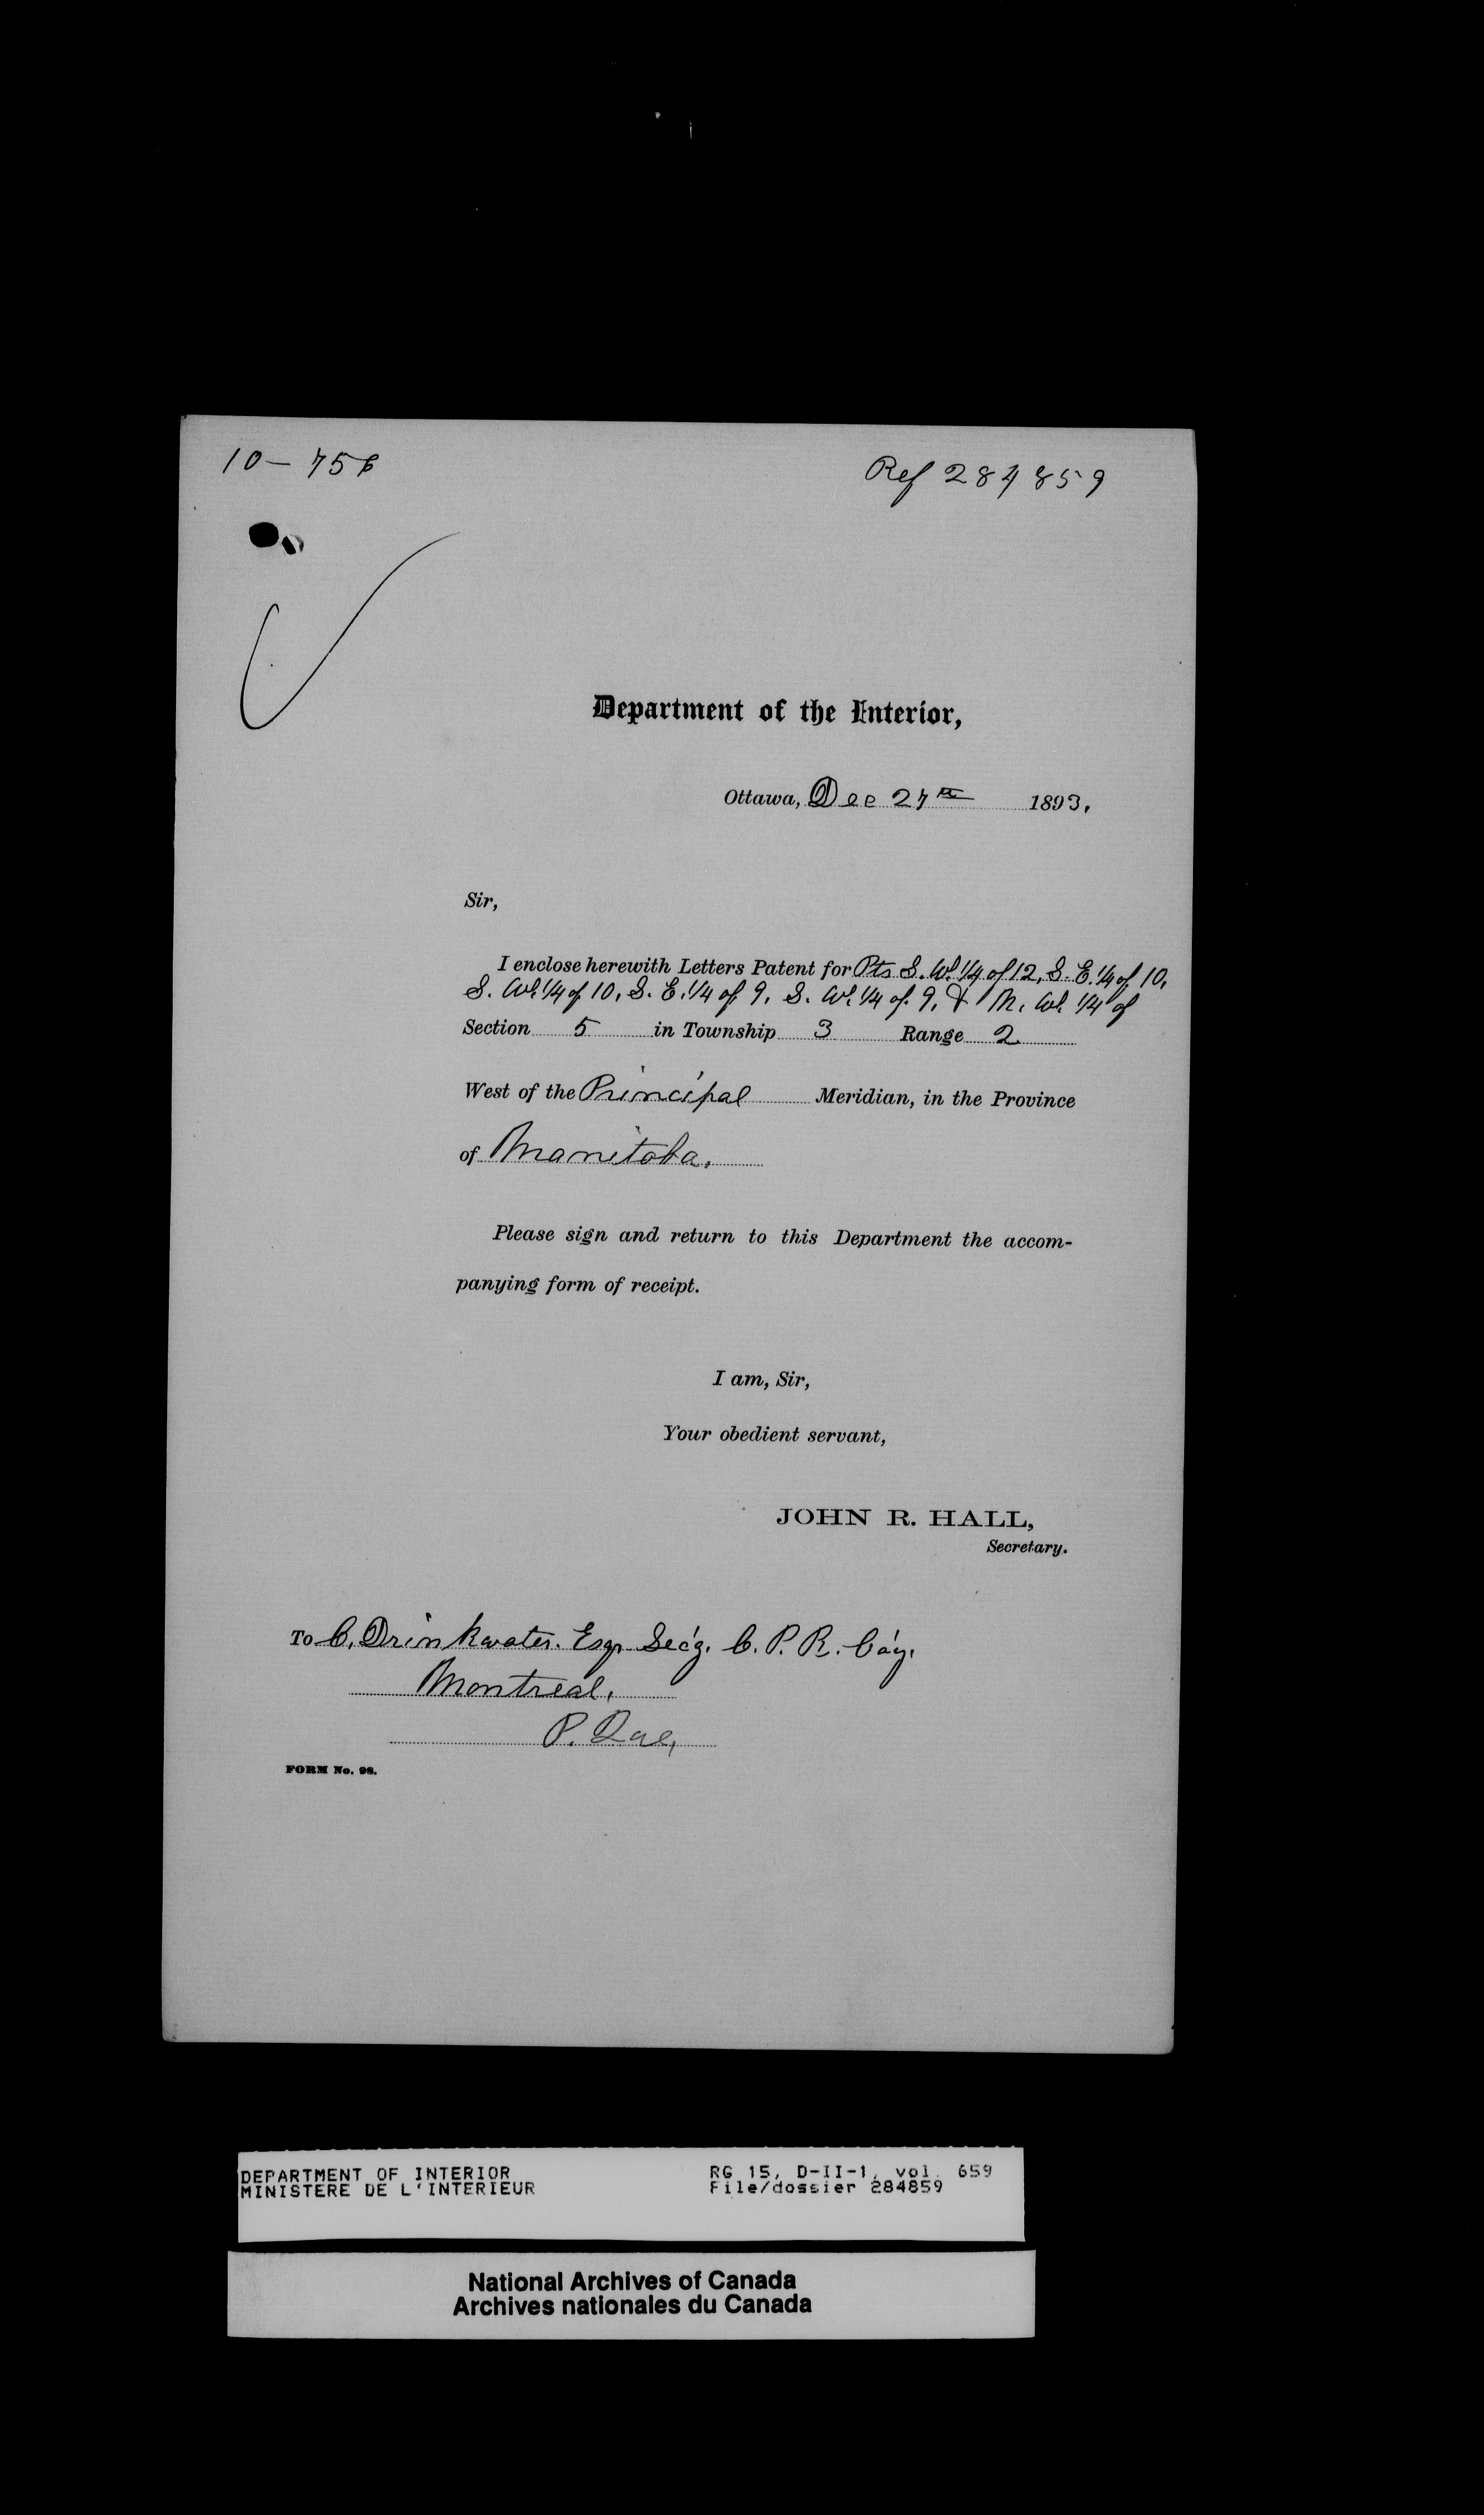 10 — 756
Ref 284859
Department of the Interior,
Ottawa, Dec 27th 1893.
Sir,
I enclose herewith Letters Patent for Pts S. W. 1/4 of 12, S. E. 1/4 of 10,
S. W. 1/4 of 10, S. E. 1/4 of 9, S. W. 1/4 of 9, & N. W. 1/4 of
Section 5 in Township 3 Range 2
West of the Principal Meridian, in the Province
of Manitoba.
Please sign and return to this Department the accom-
panying form of receipt.
I am, Sir,
Your obedient servant,
JOHN R. HALL,
Secretary.
To C. Drinkwater. Esqr. Sec'y. C. P. R. Co'y.
Montreal,
P. Que,
FORM No. 98.
DEPARTMENT OF INTERIOR RG 15, D-II-1, vol. 659
MINISTERE DE L'INTERIEUR File/dossier 284859
National Archives of Canada
Archives nationales du Canada